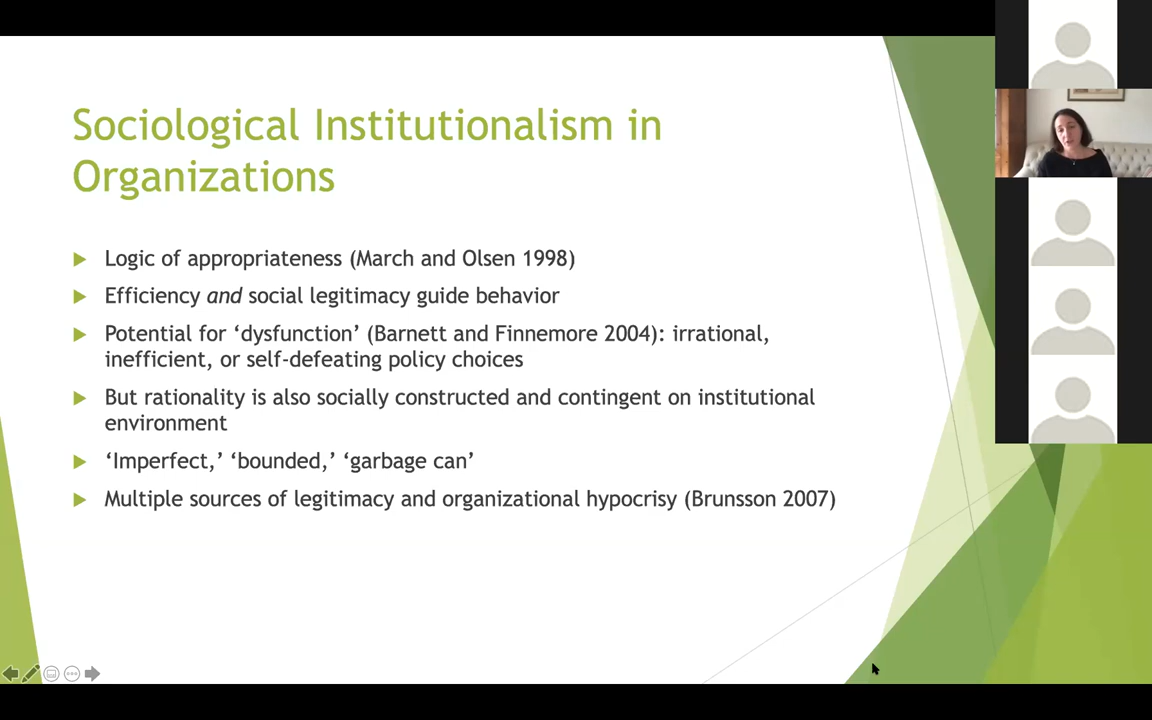 Sociological Institutionalism in
Organizations
Logic of appropriateness (March and Olsen 1998)
Efficiency and social legitimacy guide behavior
Potential for ‘dysfunction’ (Barnett and Finnemore 2004): irrational,
inefficient, or self-defeating policy choices
But rationality is also socially constructed and contingent on institutional
environment
‘Imperfect,’ ‘bounded,’ ‘garbage can’
Multiple sources of legitimacy and organizational hypocrisy (Brunsson 2007)